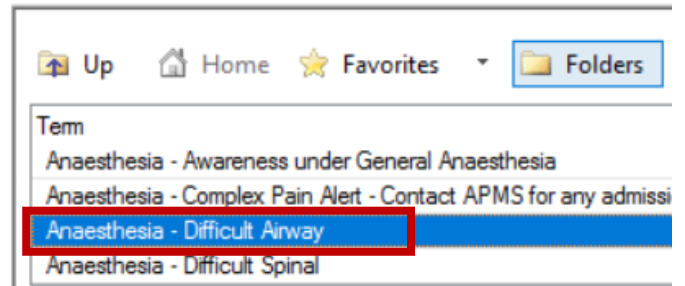 Up Home Favorites Folders
Term
Anaesthesia - Awareness under General Anaesthesia
Anaesthesia - Complex Pain Alert - Contact APMS for any
Anaesthesia - Difficult Airway
Anaesthesia - Difficult Spinal